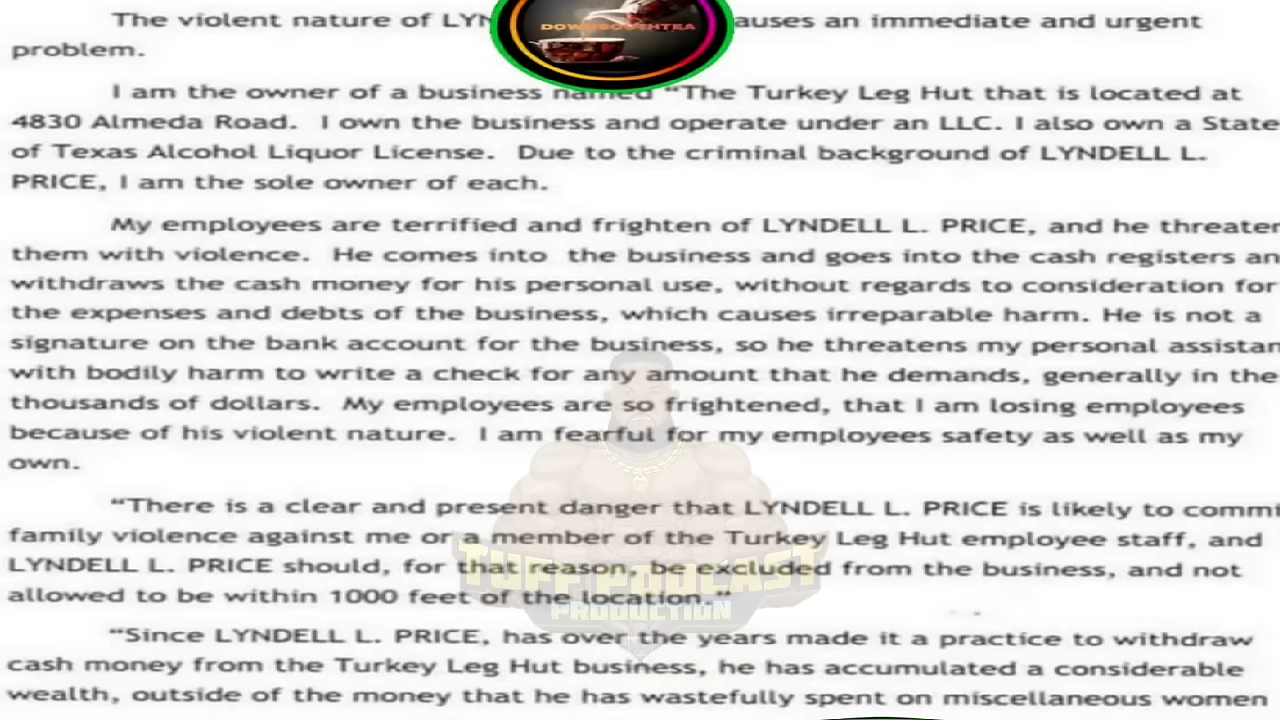 The violent nature of LYN auses an immediate and urgent
DOWNSOUTHTEA
problem.
I am the owner of a business named "The Turkey Leg Hut that is located at
4830 Almeda Road. I own the business and operate under an LLC. I also own a State
of Texas Alcohol Liquor License. Due to the criminal background of LYNDELL L.
PRICE, I am the sole owner of each.
My employees are terrified and frighten of LYNDELL L. PRICE, and he threaten
them with violence. He comes into the business and goes into the cash registers an
withdraws the cash money for his personal use, without regards to consideration for
the expenses and debts of the business, which causes irreparable harm. He is not a
signature on the bank account for the business, so he threatens my personal assistan
with bodily harm to write a check for any amount that he demands, generally in the
thousands of dollars. My employees are so frightened, that I am losing employees
because of his violent nature. I am fearful for my employees safety as well as my
own.
"There is a clear and present danger that LYNDELL L. PRICE is likely to commi
family violence against me or a member of the Turkey Leg Hut employee staff, and
LYNDELL L. PRICE should, for that reason, be excluded from the business, and not
allowed to be within 1000 feet of the location."
TUFF PODCAST
PRODUCTION
"Since LYNDELL L. PRICE, has over the years made it a practice to withdraw
cash money from the Turkey Leg Hut business, he has accumulated a considerable
wealth, outside of the money that he has wastefully spent on miscellaneous women